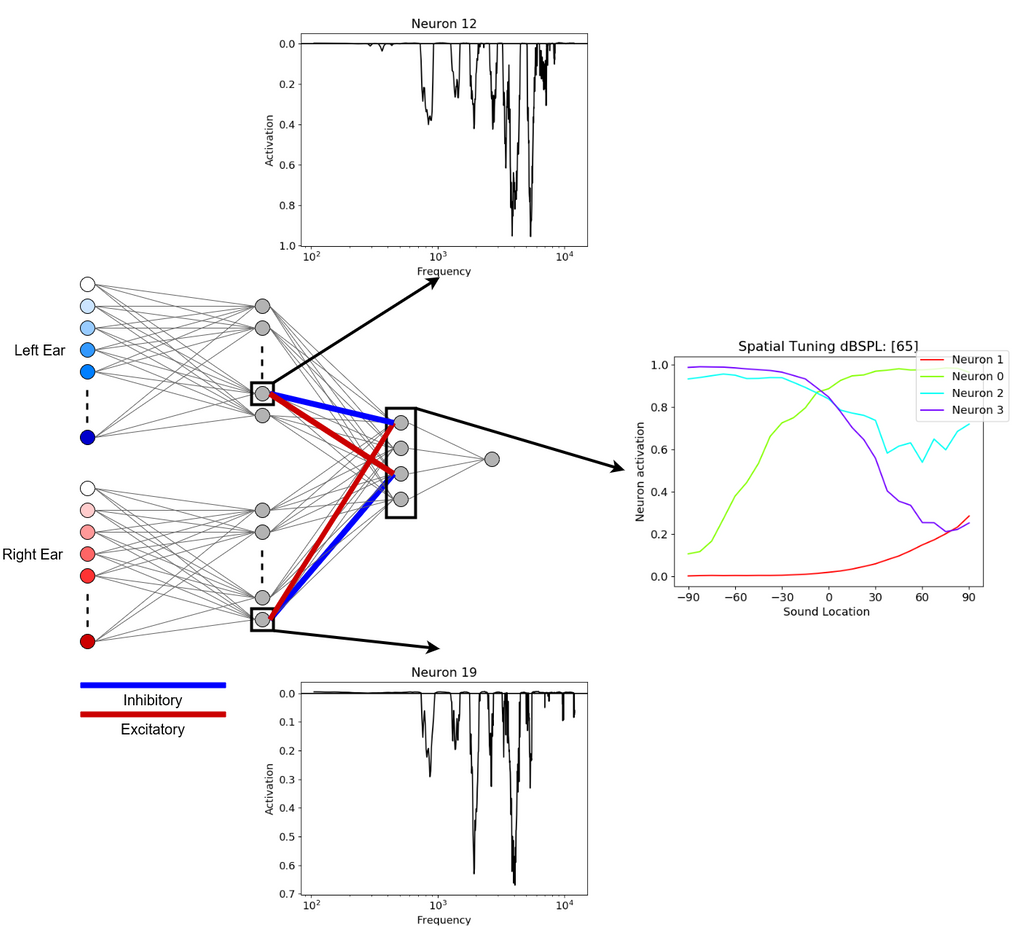 Neuron 12
0.0
0.2
0.4
0.6
0.8
1.0
Activation
10²
10³
10⁴
Frequency
Left Ear
Right Ear
Inhibitory
Excitatory
Spatial Tuning dBSPL: [65]
Neuron 1
Neuron 0
Neuron 2
Neuron 3
1.0
0.8
0.6
0.4
0.2
0.0
Neuron activation
−90
−60
−30
0
30
60
90
Sound Location
Neuron 19
0.0
0.1
0.2
0.3
0.4
0.5
0.6
0.7
Activation
10²
10³
10⁴
Frequency